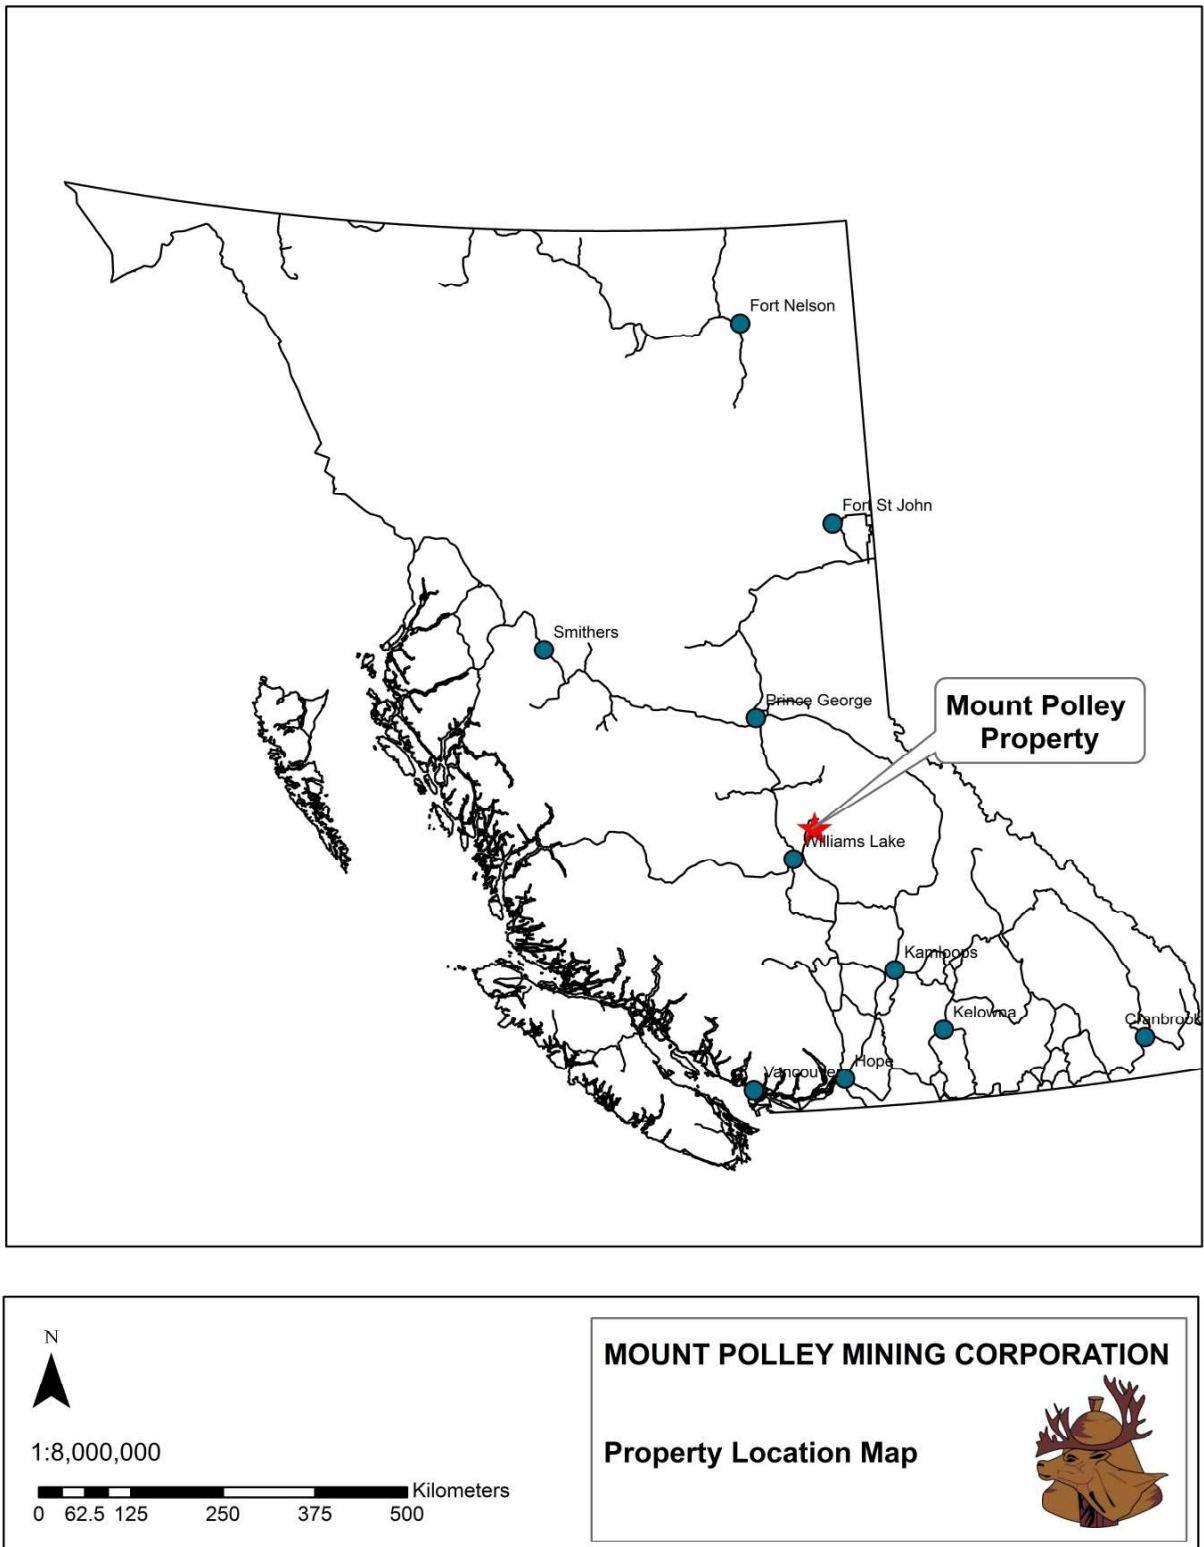 Fort Nelson
Fort St John
Smithers
Prince George
Mount Polley
Property
Williams Lake
Kamloops
Kelowna
Cranbrook
Hope
Vancouver
N
1:8,000,000
Kilometers
0 62.5 125 250 375 500
MOUNT POLLEY MINING CORPORATION
Property Location Map